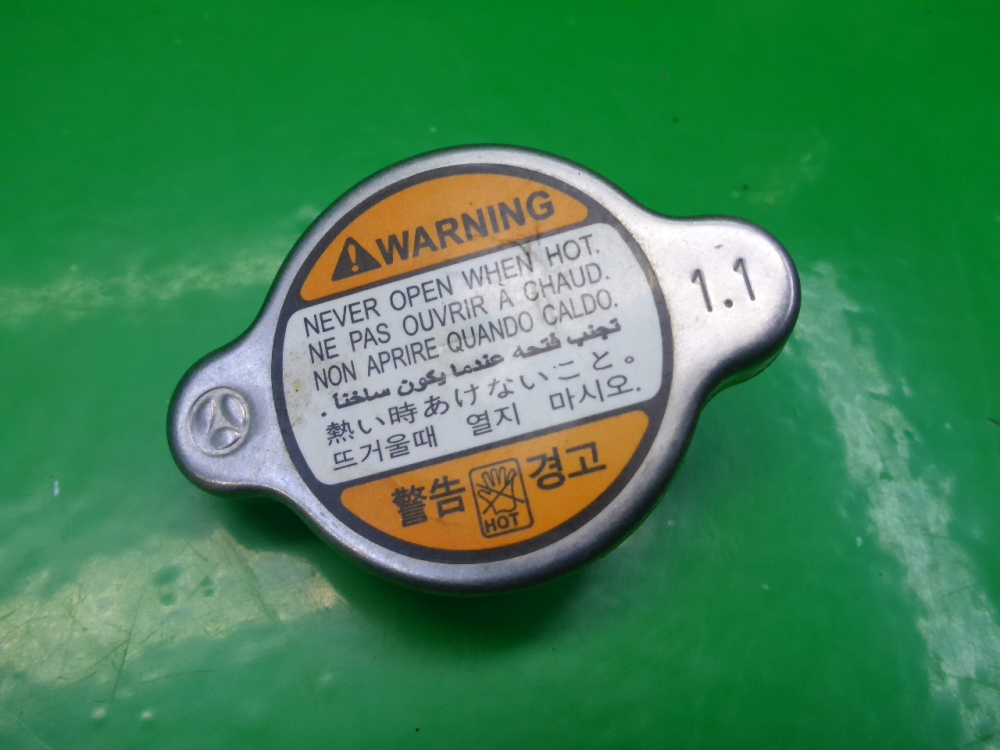 WARNING
NEVER OPEN WHEN HOT.
NE PAS OUVRIR À CHAUD.
NON APRIRE QUANDO CALDO.
تجنب فتحه عندما يكون ساخنا .
熱い時あけないこと。
뜨거울때 열지 마시오.
警告 HOT 경고
1.1